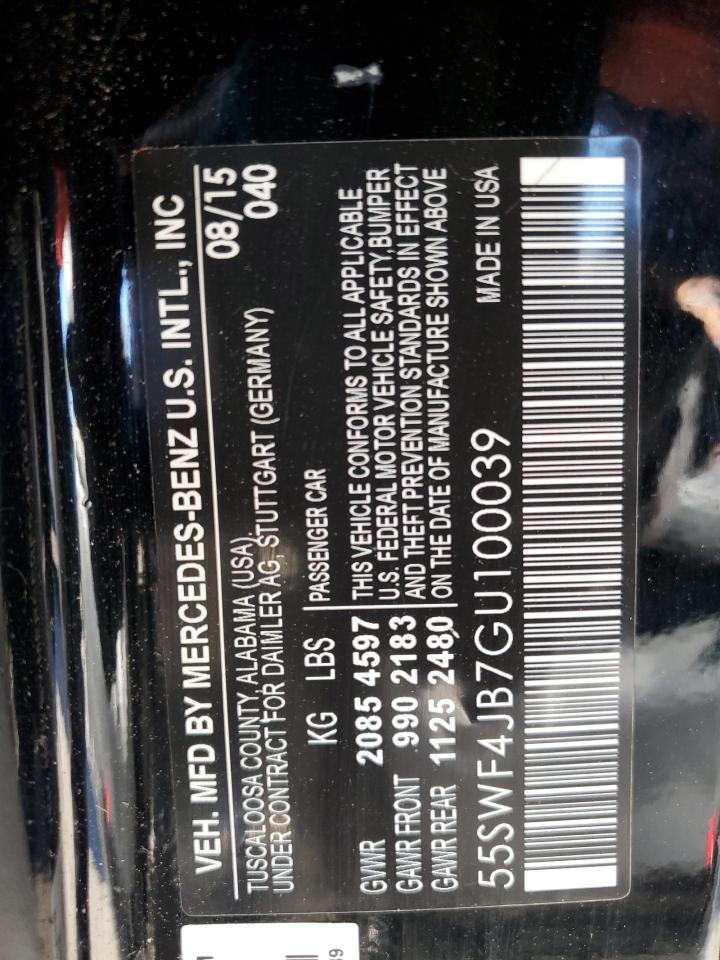 VEH. MFD BY MERCEDES-BENZ U.S. INTL., INC
TUSCALOOSA COUNTY, ALABAMA (USA), 08/15
UNDER CONTRACT FOR DAIMLER AG, STUTTGART (GERMANY) 040
KG LBS PASSENGER CAR
GVWR 2085 4597 THIS VEHICLE CONFORMS TO ALL APPLICABLE
U.S. FEDERAL MOTOR VEHICLE SAFETY BUMPER
GAWR FRONT 990 2183 AND THEFT PREVENTION STANDARDS IN EFFECT
GAWR REAR 1125 2480 ON THE DATE OF MANUFACTURE SHOWN ABOVE
55SWF4JB7GU100039 MADE IN USA